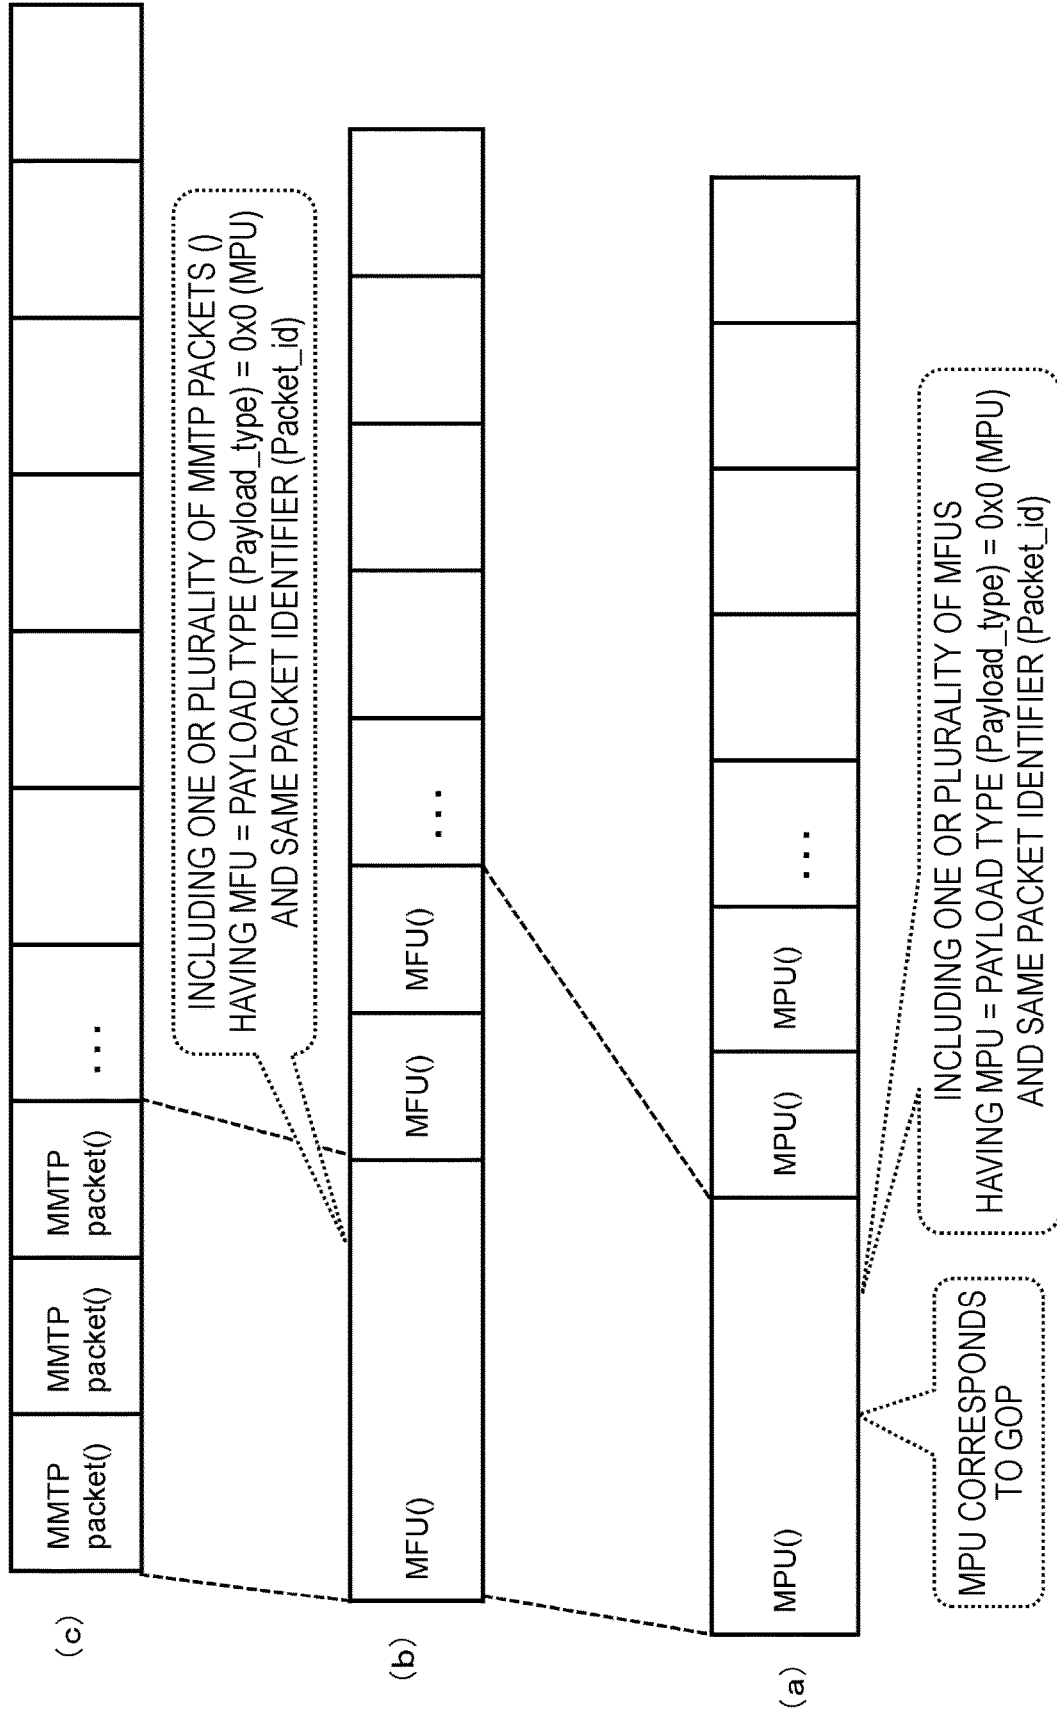 (c)
MMTP
packet()
MMTP
packet()
MMTP
packet()
...
INCLUDING ONE OR PLURALITY OF MMTP PACKETS ()
HAVING MFU = PAYLOAD TYPE (Payload_type) = 0x0 (MPU)
AND SAME PACKET IDENTIFIER (Packet_id)
(b)
MFU()
MFU()
MFU()
...
(a)
MPU()
MPU()
MPU()
...
MPU CORRESPONDS
TO GOP
INCLUDING ONE OR PLURALITY OF MFUS
HAVING MPU = PAYLOAD TYPE (Payload_type) = 0x0 (MPU)
AND SAME PACKET IDENTIFIER (Packet_id)